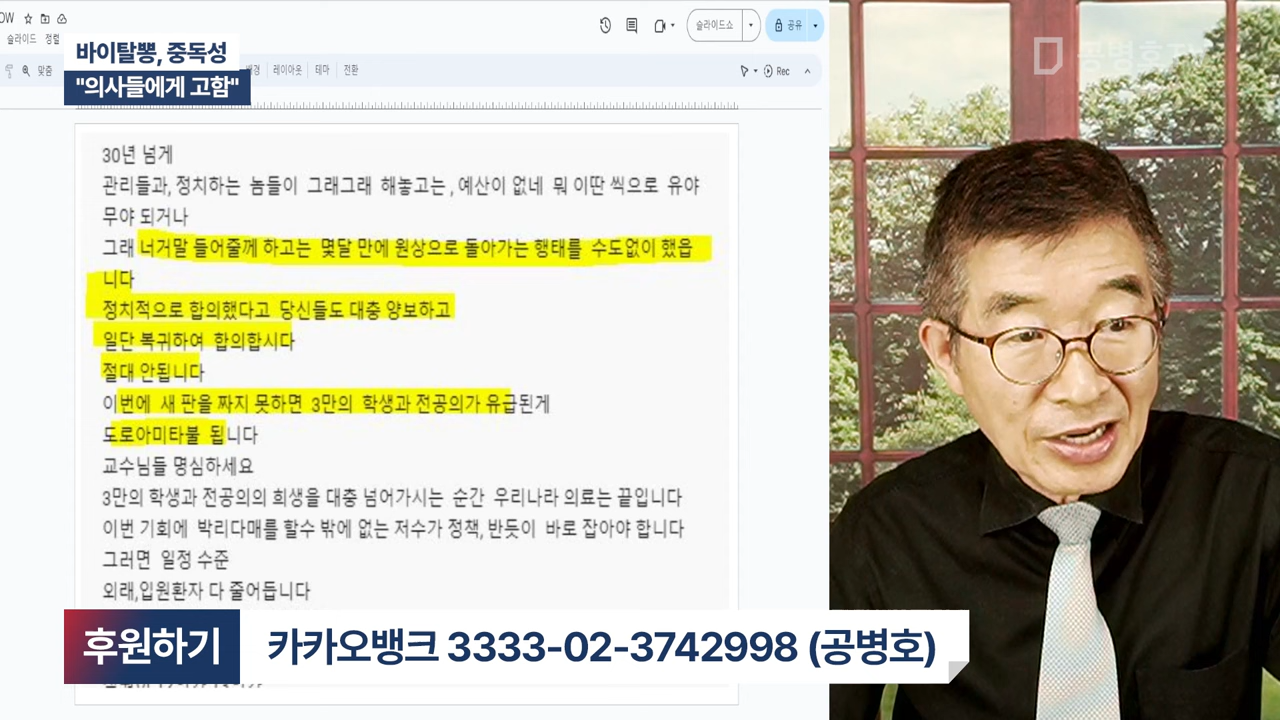 슬라이드
바이탈뽕, 중독성
"의사들에게 고함"
맞춤
레이아웃
테마
전환
슬라이드쇼
공유
Rec
공병호
30년 넘게
관리들과, 정치하는 놈들이 그래그래 해놓고는 , 예산이 없네 뭐 이딴 씩으로 유야
무야 되거나
그래 너거말 들어줄께 하고는 몇달 만에 원상으로 돌아가는 행태를 수도없이 했읍
니다
정치적으로 합의했다고 당신들도 대충 양보하고
일단 복귀하여 합의합시다
절대 안됩니다
이번에 새 판을 짜지 못하면 3만의 학생과 전공의가 유급된게
도로아미타불 됩니다
교수님들 명심하세요
3만의 학생과 전공의의 희생을 대충 넘어가시는 순간 우리나라 의료는 끝입니다
이번 기회에 박리다매를 할수 밖에 없는 저수가 정책, 반듯이 바로 잡아야 합니다
그러면 일정 수준
외래,입원환자 다 줄어듭니다
후원하기
카카오뱅크 3333-02-3742998 (공병호)